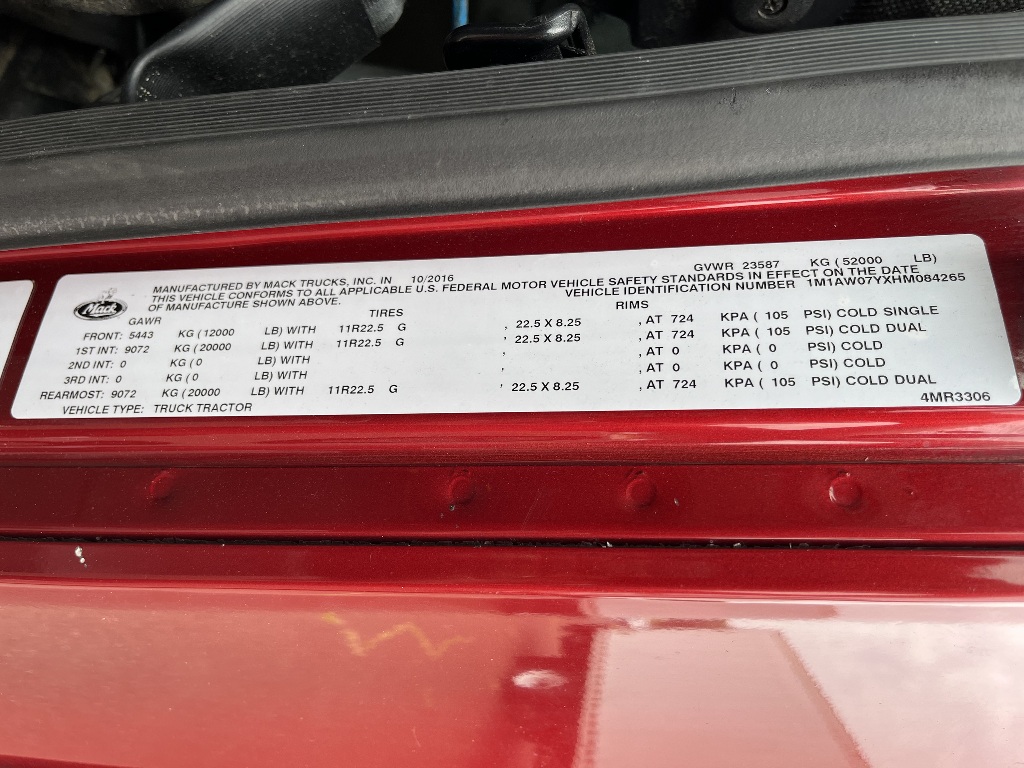 Mack
MANUFACTURED BY MACK TRUCKS, INC. IN 10/2016 GVWR 23587 KG ( 52000 LB)
THIS VEHICLE CONFORMS TO ALL APPLICABLE U.S. FEDERAL MOTOR VEHICLE SAFETY STANDARDS IN EFFECT ON THE DATE
OF MANUFACTURE SHOWN ABOVE. VEHICLE IDENTIFICATION NUMBER 1M1AW07YXHM084265
GAWR TIRES RIMS
FRONT: 5443 KG ( 12000 LB) WITH 11R22.5 G , 22.5 X 8.25 , AT 724 KPA ( 105 PSI) COLD SINGLE
1ST INT: 9072 KG ( 20000 LB) WITH 11R22.5 G , 22.5 X 8.25 , AT 724 KPA ( 105 PSI) COLD DUAL
2ND INT: 0 KG ( 0 LB) WITH , , AT 0 KPA ( 0 PSI) COLD
3RD INT: 0 KG ( 0 LB) WITH , , AT 0 KPA ( 0 PSI) COLD
REARMOST: 9072 KG ( 20000 LB) WITH 11R22.5 G , 22.5 X 8.25 , AT 724 KPA ( 105 PSI) COLD DUAL
VEHICLE TYPE: TRUCK TRACTOR 4MR3306